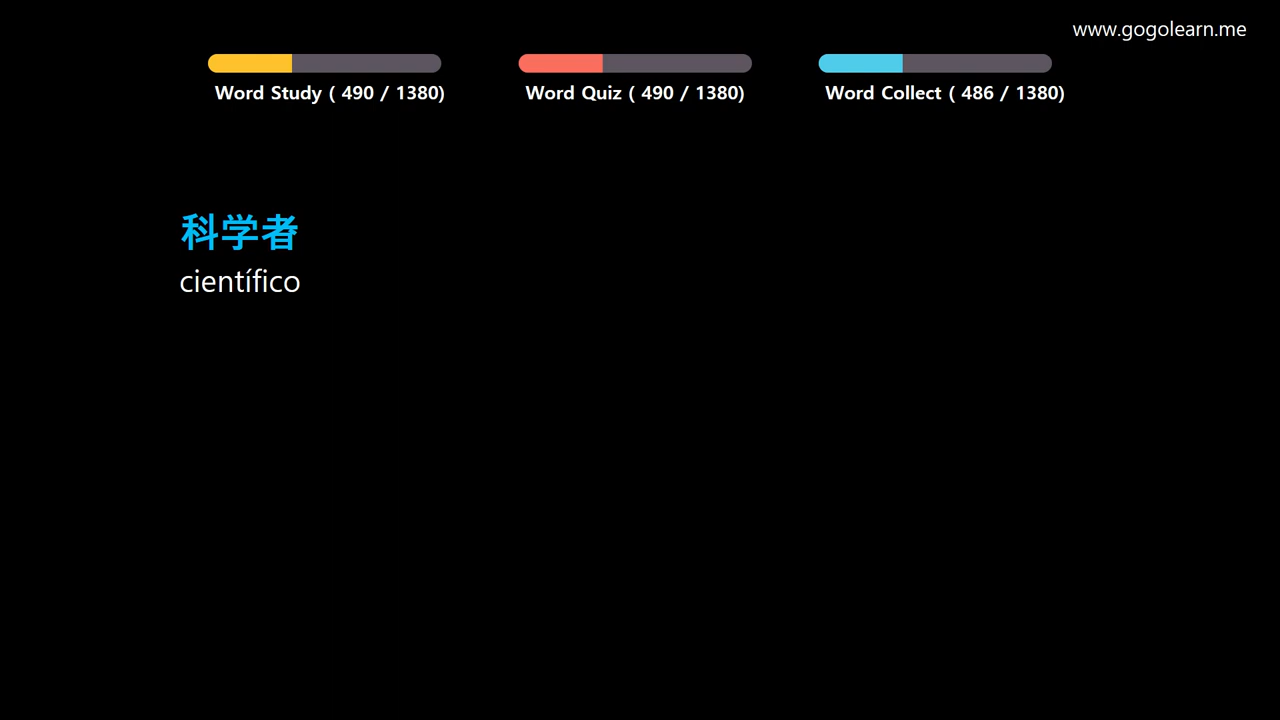 www.gogolearn.me
Word Study ( 490 / 1380)
Word Quiz ( 490 / 1380)
Word Collect ( 486 / 1380)
科学者
científico